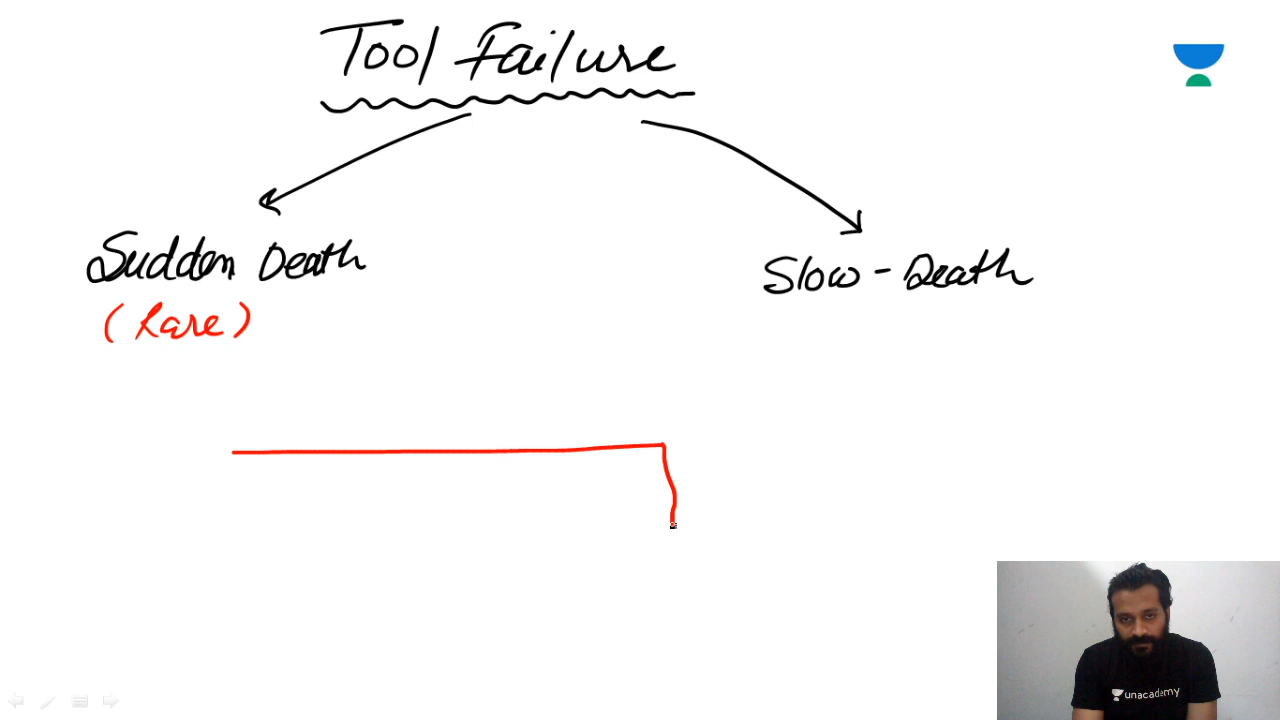 Tool Failure
Sudden Death
Slow-Death
(Rare)
unacademy